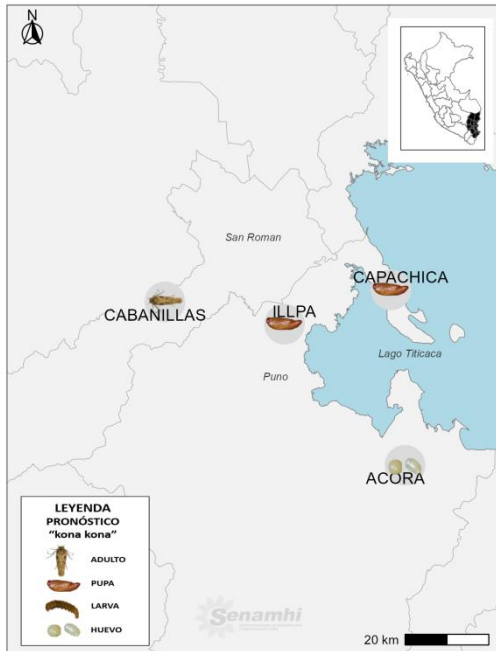 N
San Roman
CAPACHICA
CABANILLAS
ILLPA
Lago Titicaca
Puno
ACORA
LEYENDA
PRONÓSTICO
“kona kona”
ADULTO
PUPA
LARVA
HUEVO
Senamhi
20 km